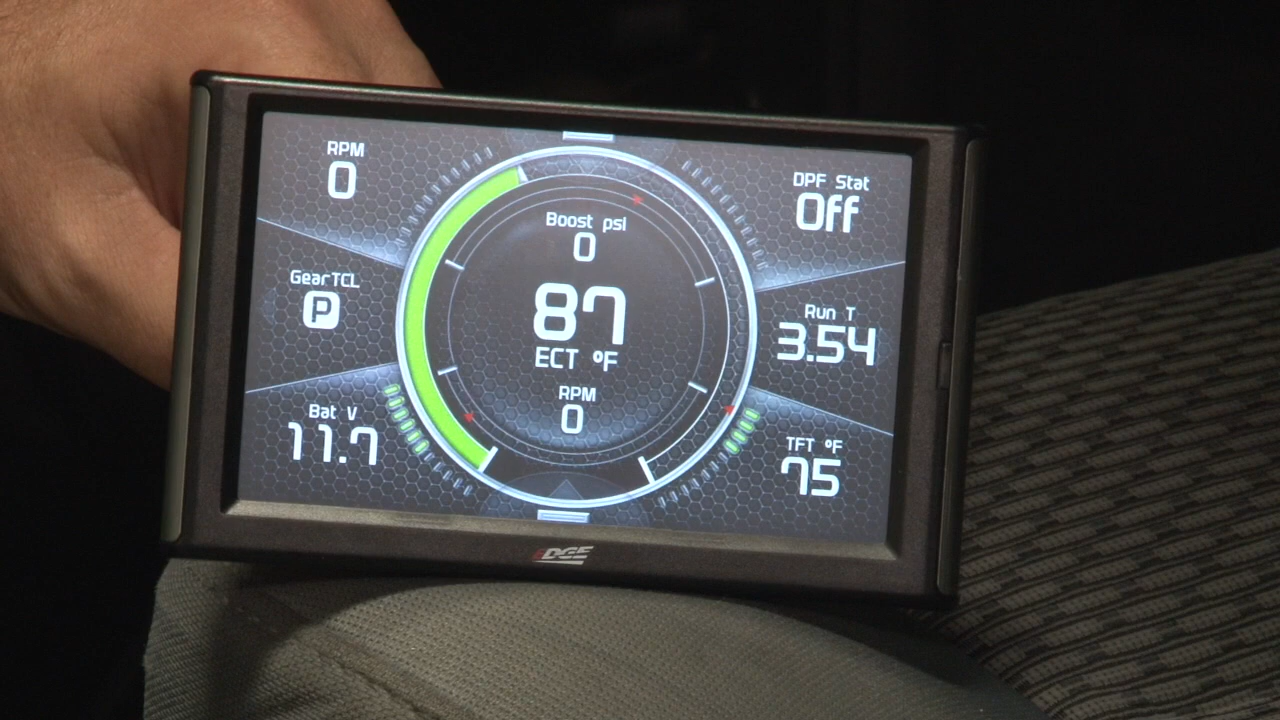 RPM
0
GearTCL
P
Bat V
11.7
Boost psi
0
87
ECT °F
RPM
0
DPF Stat
Off
Run T
3.54
TFT °F
75
EDGE